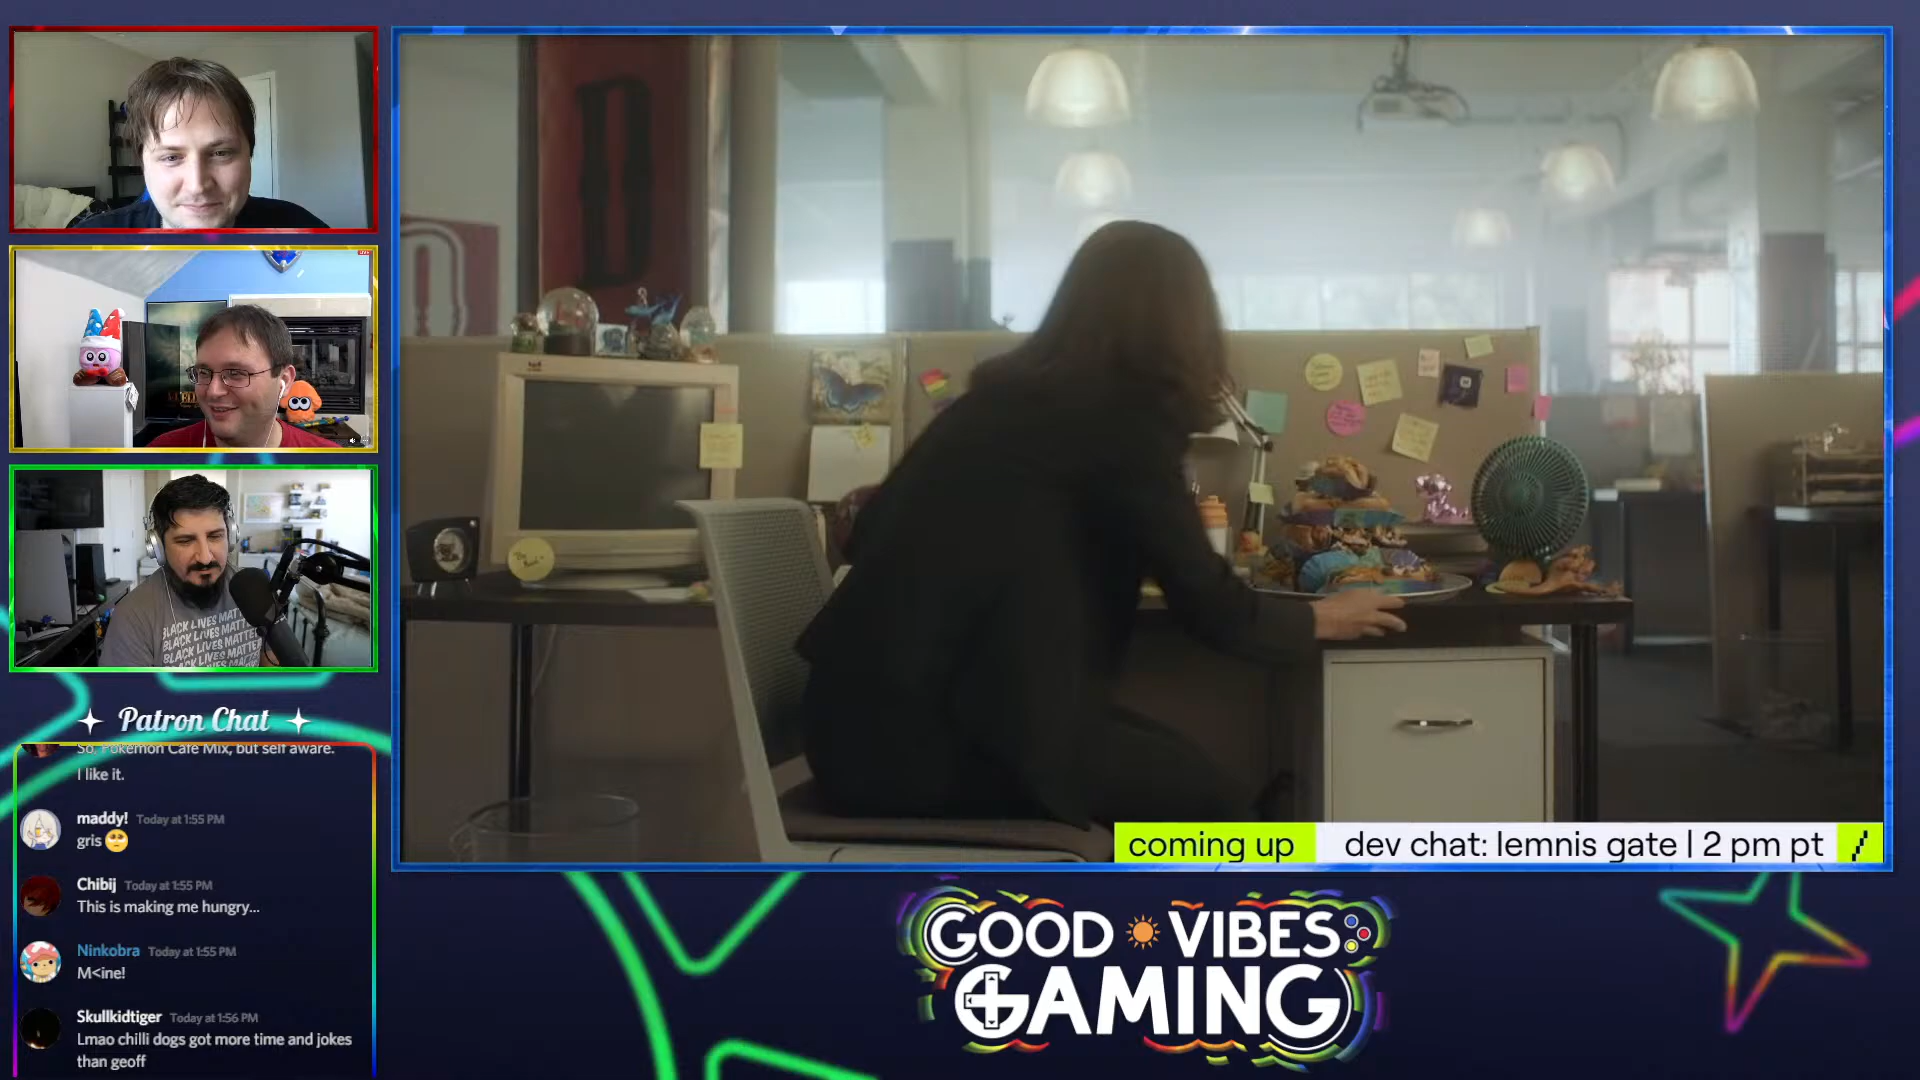 BLACK LIVES MATT
BLACK LIVES MATTER
BLACK LIVES MATTER
BLACK LIVES MATTER
Patron Chat
So, Pokemon Cafe Mix, but self aware.
I like it.
maddy! Today at 1:55 PM
gris 🥺
Chibij Today at 1:55 PM
This is making me hungry...
Ninkobra Today at 1:55 PM
M<ine!
Skullkidtiger Today at 1:56 PM
Lmao chilli dogs got more time and jokes
than geoff
D
coming up dev chat: lemnis gate | 2 pm pt
GOOD VIBES
GAMING